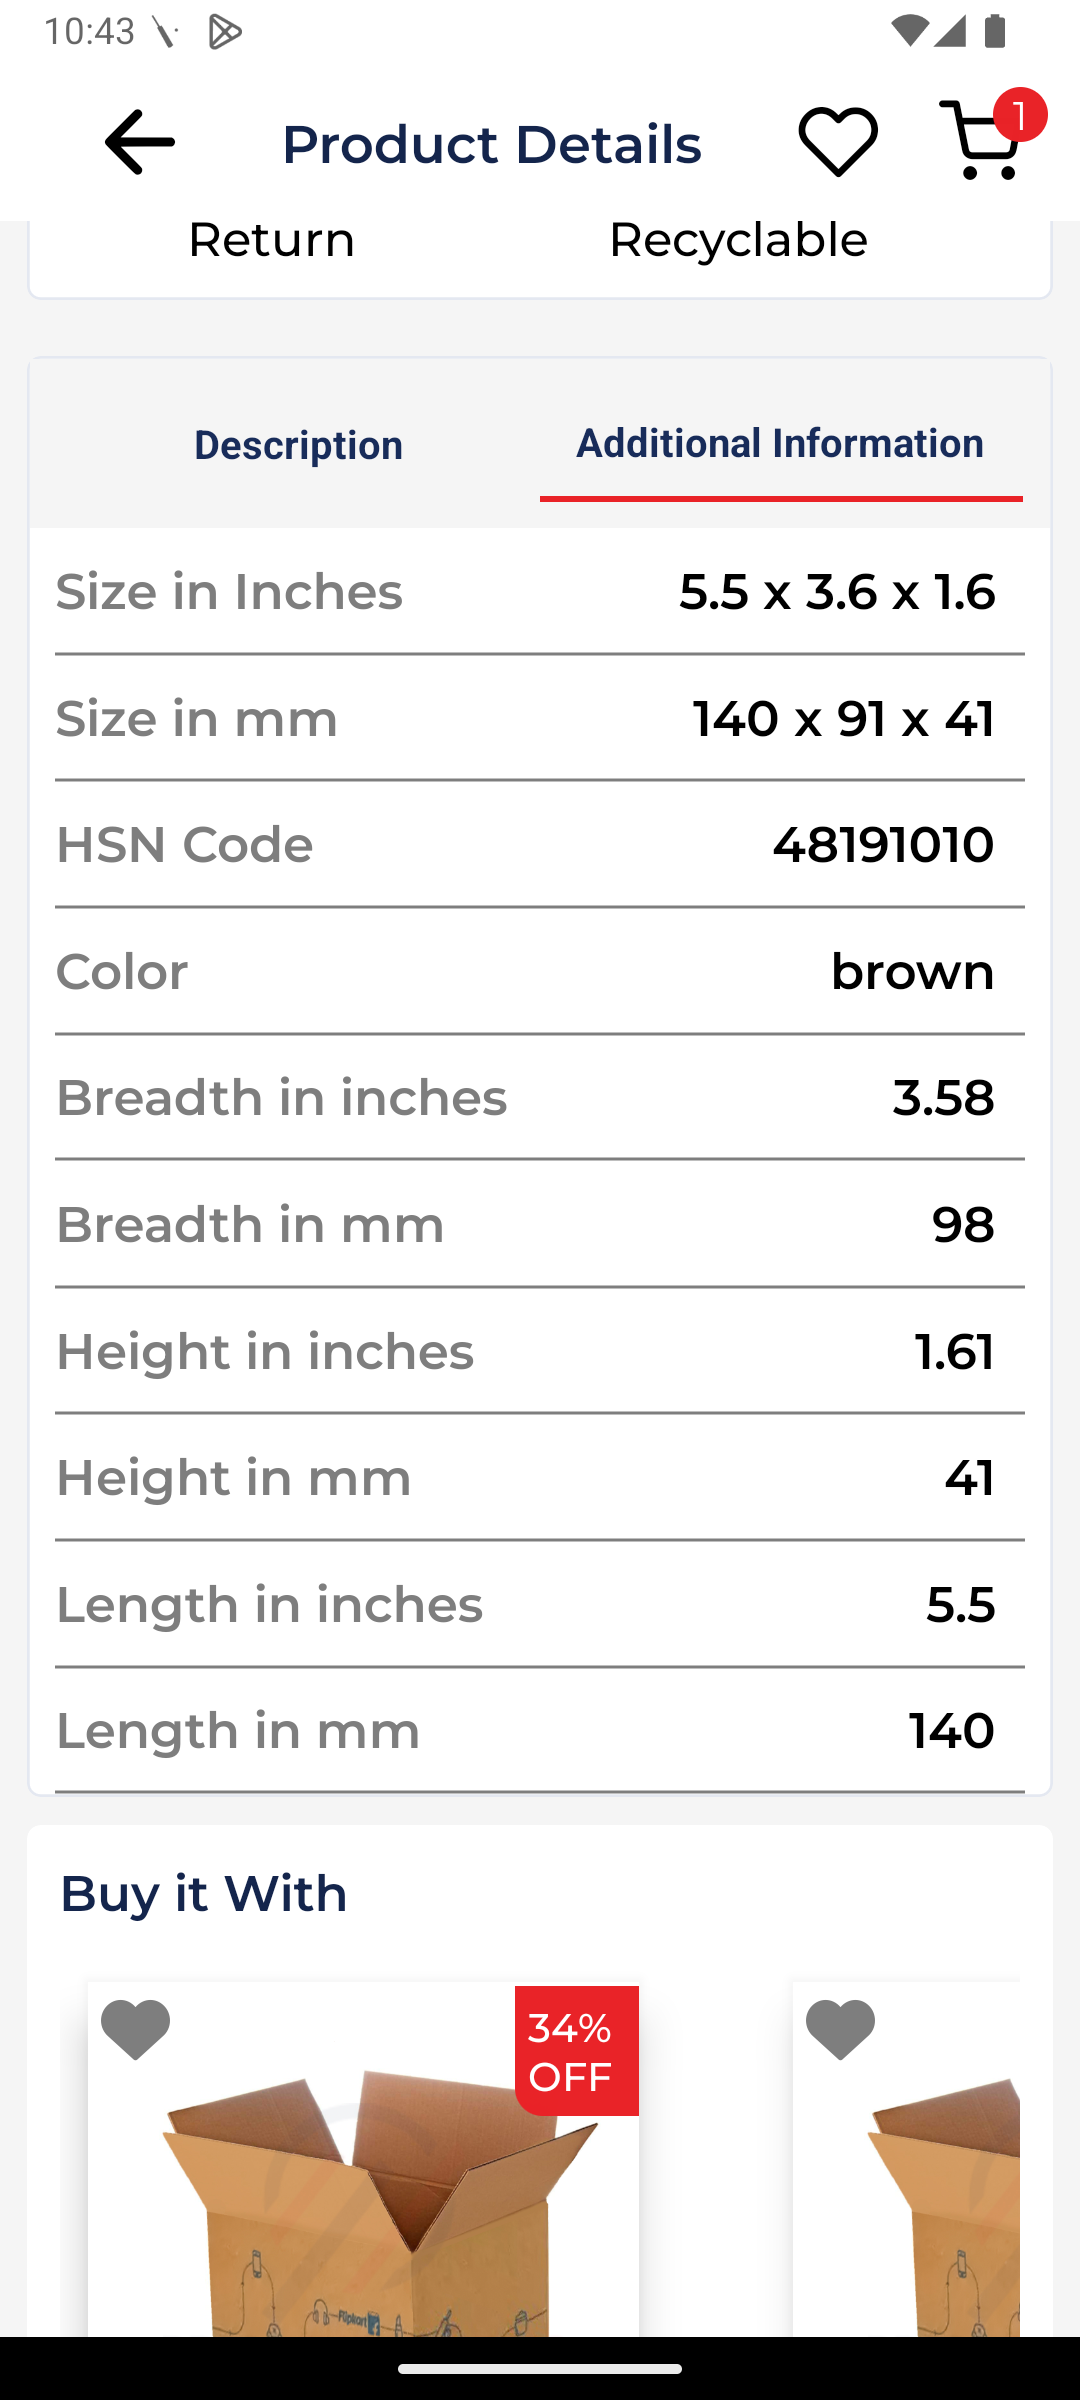 10:43
Product Details
1
Return Recyclable
Description Additional Information
Size in Inches 5.5 x 3.6 x 1.6
Size in mm 140 x 91 x 41
HSN Code 48191010
Color brown
Breadth in inches 3.58
Breadth in mm 98
Height in inches 1.61
Height in mm 41
Length in inches 5.5
Length in mm 140
Buy it With
34%
OFF
Flipkart